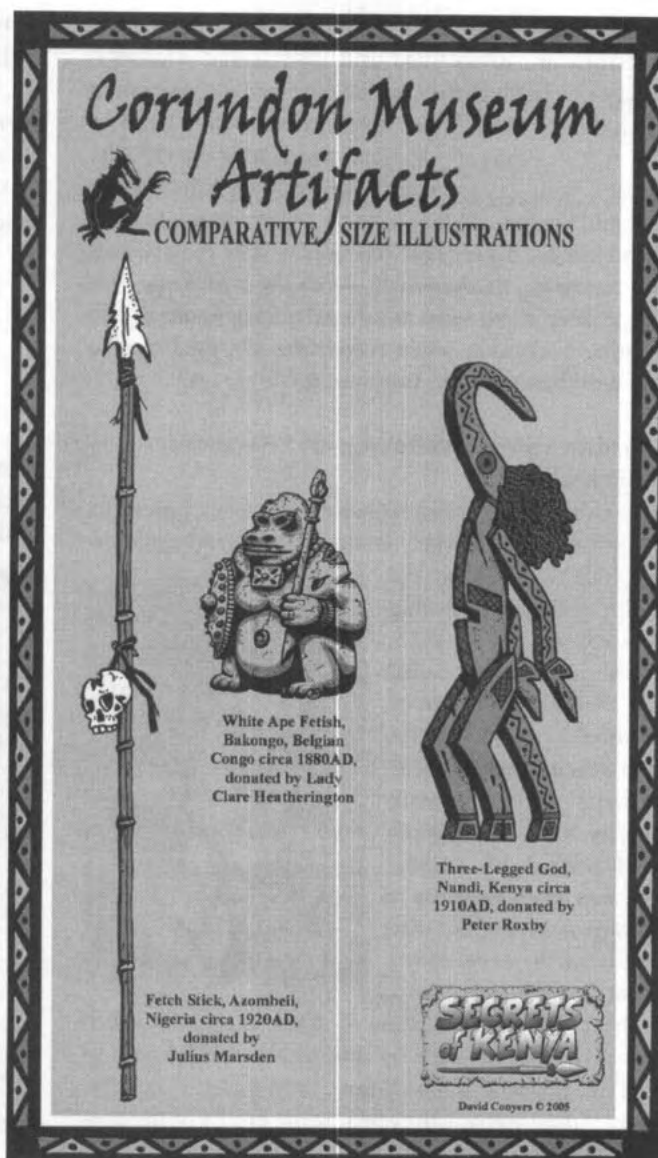 Coryndon Museum
Artifacts
COMPARATIVE SIZE ILLUSTRATIONS
White Ape Fetish,
Bakongo, Belgian
Congo circa 1880AD,
donated by Lady
Clare Heatherington
Three-Legged God,
Nandi, Kenya circa
1910AD, donated by
Peter Roxby
Fetch Stick, Azombeii,
Nigeria circa 1920AD,
donated by
Julius Marsden
SECRETS
of KENYA
David Conyers © 2005